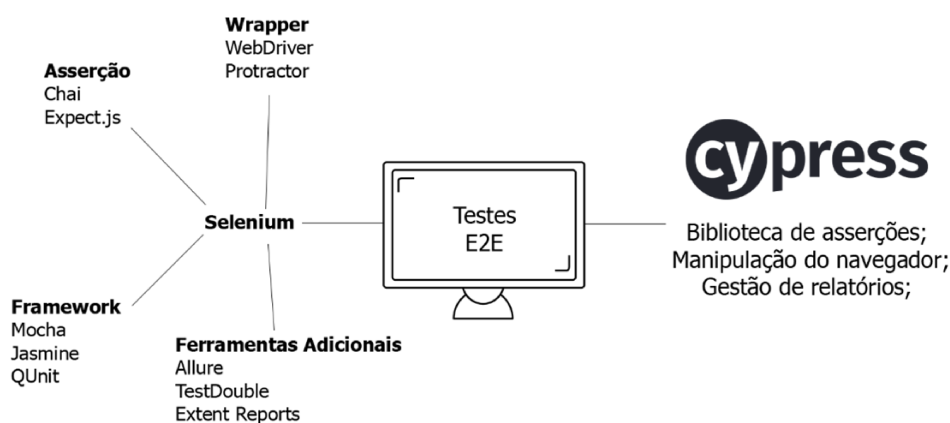 Wrapper
WebDriver
Protractor
Asserção
Chai
Expect.js
Selenium
Framework
Mocha
Jasmine
QUnit
Ferramentas Adicionais
Allure
TestDouble
Extent Reports
Testes
E2E
cypress
Biblioteca de asserções;
Manipulação do navegador;
Gestão de relatórios;